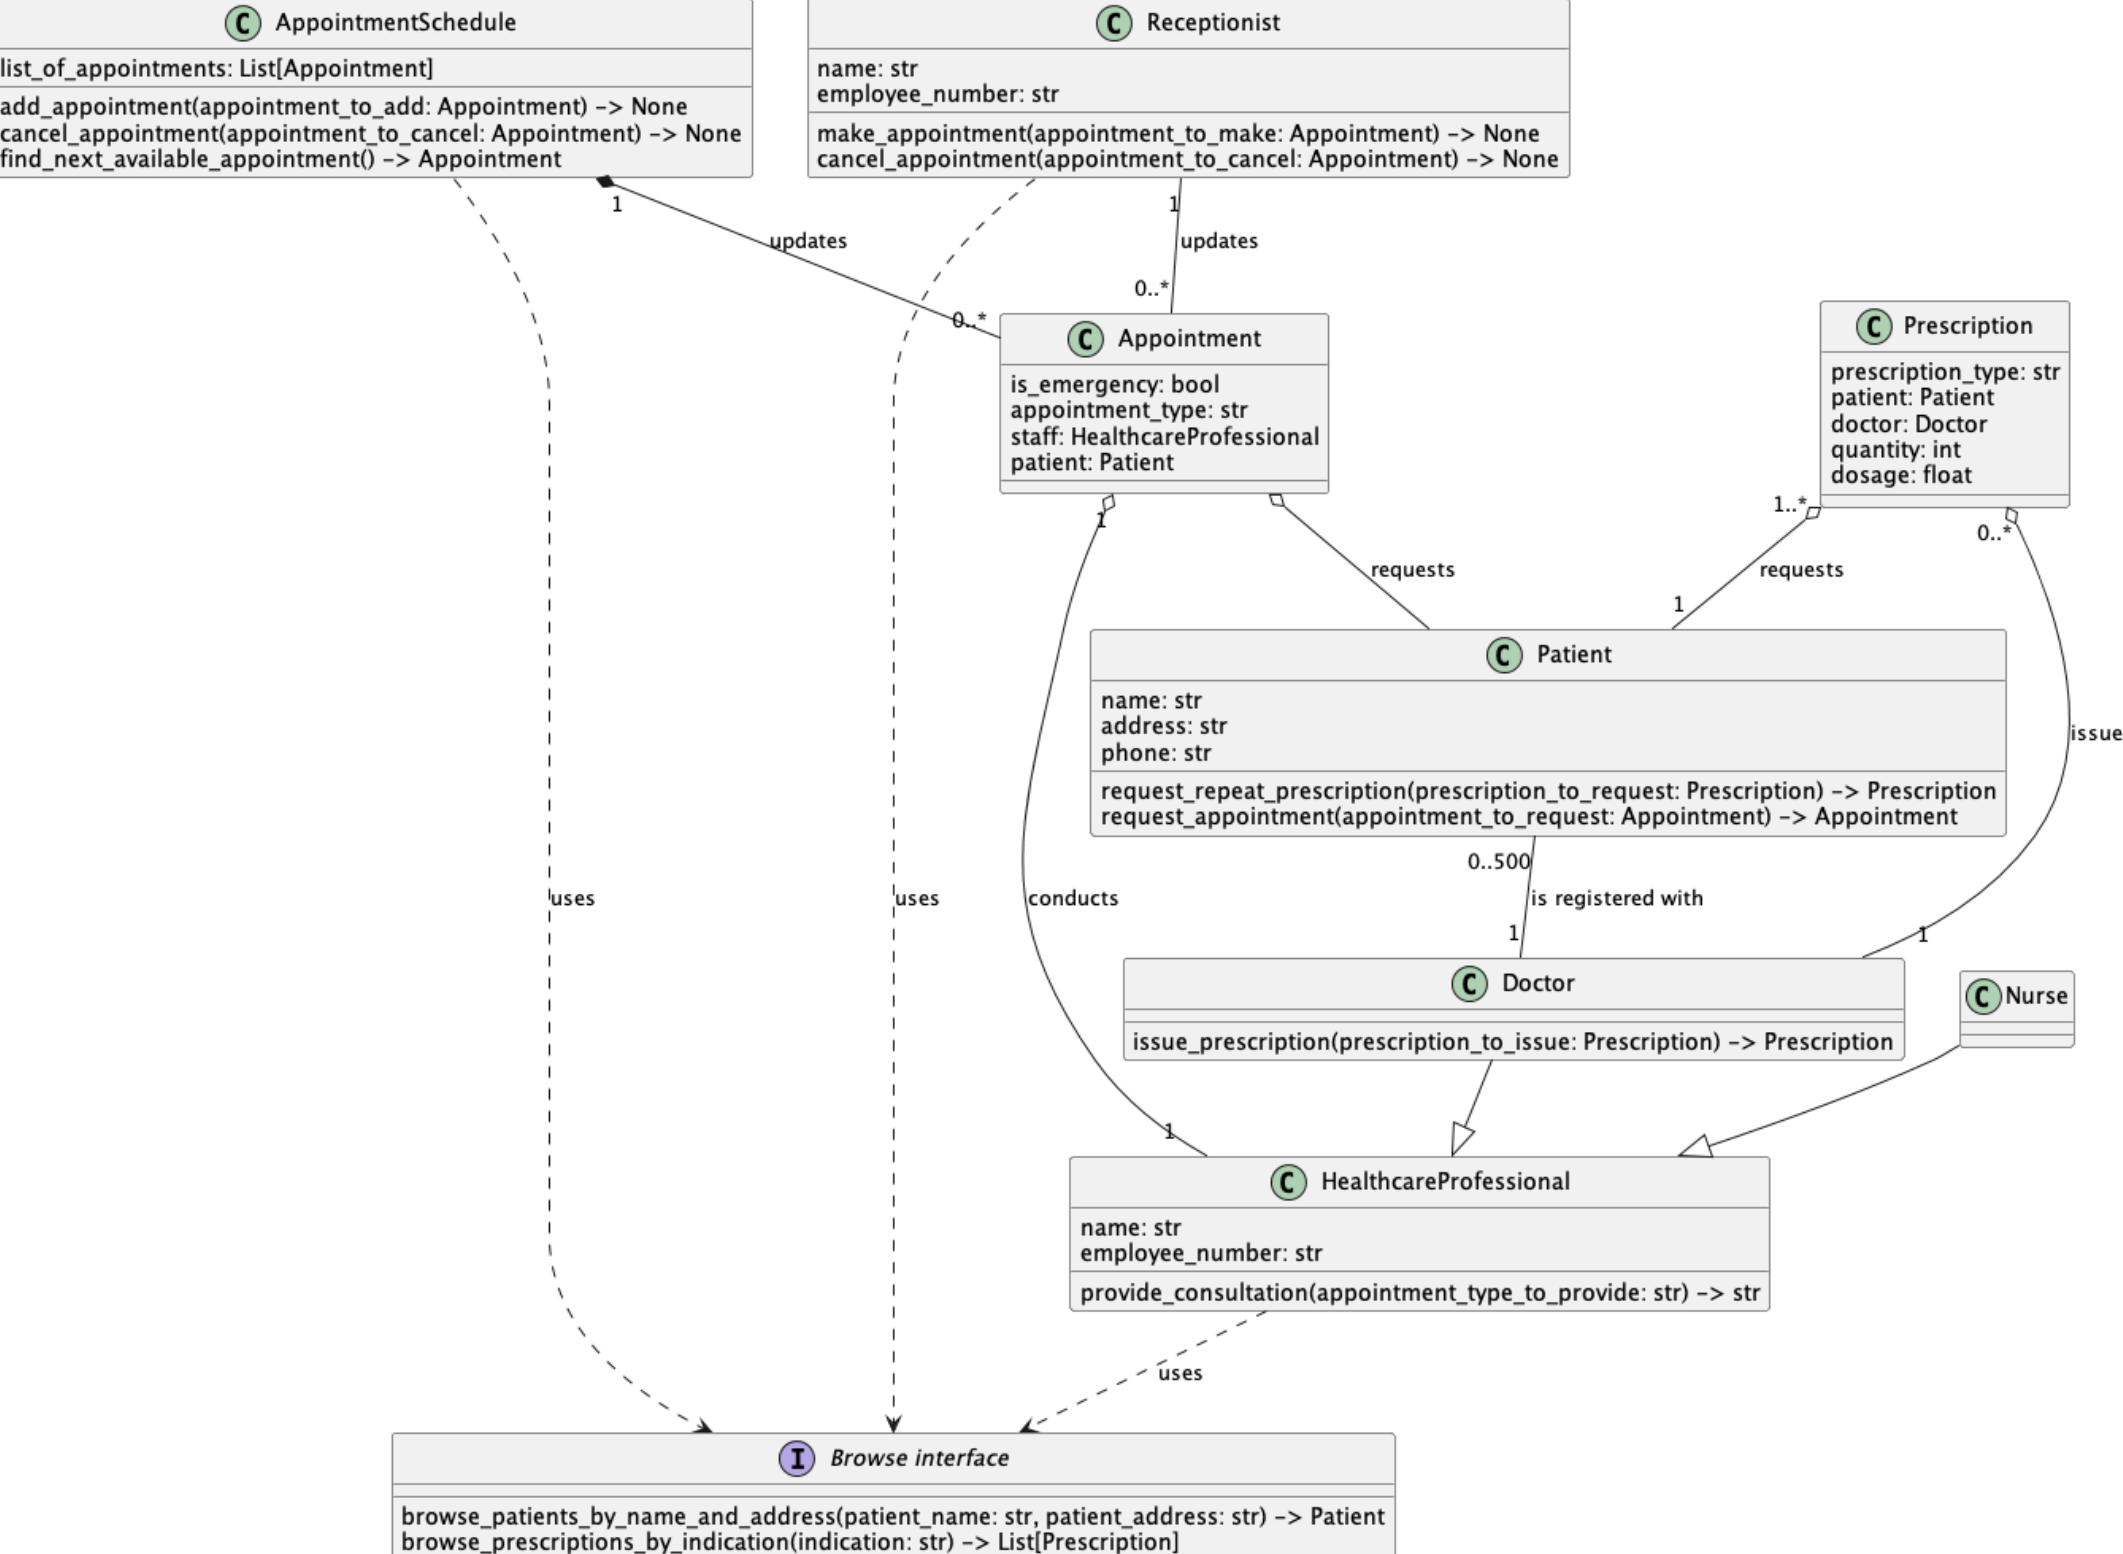 C AppointmentSchedule
list_of_appointments: List[Appointment]
add_appointment(appointment_to_add: Appointment) -> None
cancel_appointment(appointment_to_cancel: Appointment) -> None
find_next_available_appointment() -> Appointment
C Receptionist
name: str
employee_number: str
make_appointment(appointment_to_make: Appointment) -> None
cancel_appointment(appointment_to_cancel: Appointment) -> None
1
updates
0..*
1
updates
0..*
C Appointment
is_emergency: bool
appointment_type: str
staff: HealthcareProfessional
patient: Patient
C Prescription
prescription_type: str
patient: Patient
doctor: Doctor
quantity: int
dosage: float
1
requests
1..*
requests
1
0..*
issue
1
C Patient
name: str
address: str
phone: str
request_repeat_prescription(prescription_to_request: Prescription) -> Prescription
request_appointment(appointment_to_request: Appointment) -> Appointment
0..500
is registered with
1
uses
uses
conducts
1
C Doctor
issue_prescription(prescription_to_issue: Prescription) -> Prescription
C Nurse
C HealthcareProfessional
name: str
employee_number: str
provide_consultation(appointment_type_to_provide: str) -> str
uses
I Browse interface
browse_patients_by_name_and_address(patient_name: str, patient_address: str) -> Patient
browse_prescriptions_by_indication(indication: str) -> List[Prescription]